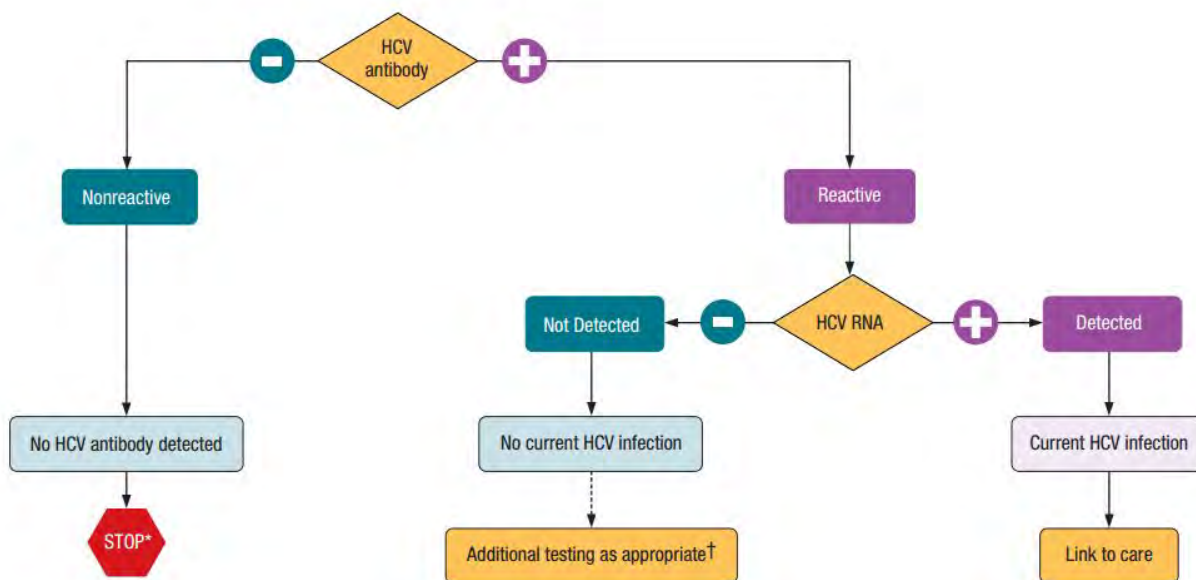 HCV
antibody
Nonreactive
Reactive
Not Detected
HCV RNA
Detected
No HCV antibody detected
No current HCV infection
Current HCV infection
STOP*
Additional testing as appropriate†
Link to care